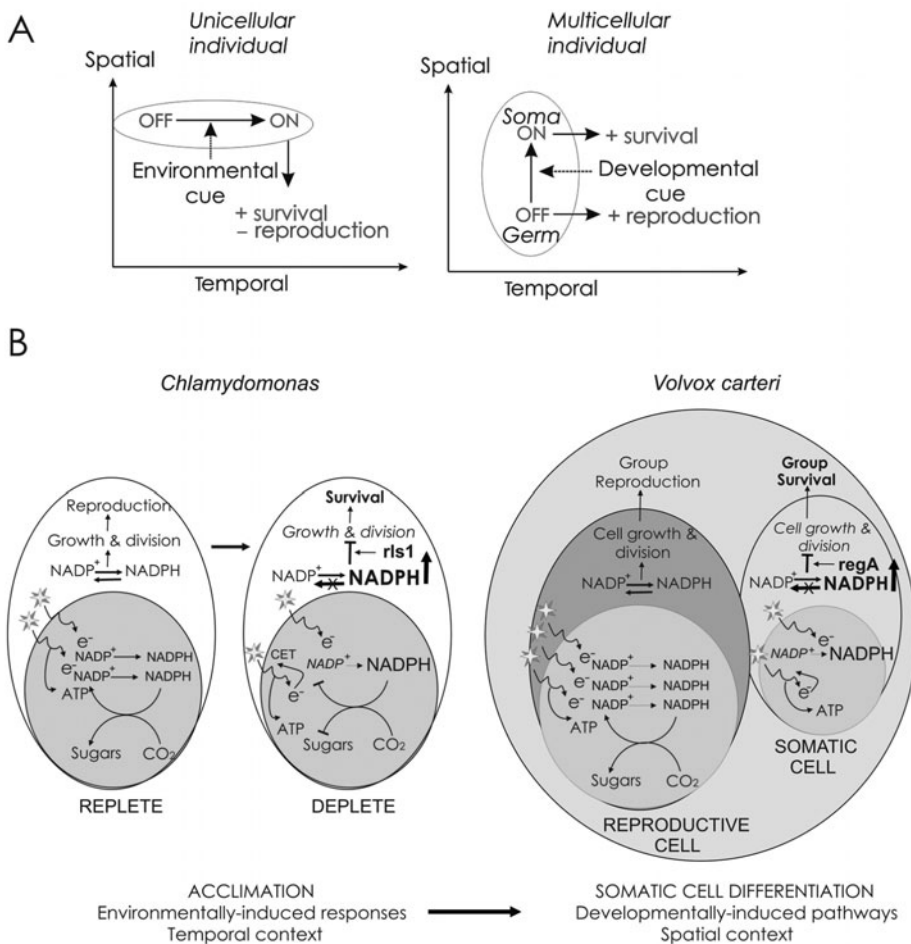 A
Unicellular
individual
Spatial
OFF
ON
Environmental
cue
+ survival
– reproduction
Temporal
Multicellular
individual
Spatial
Soma
ON
+ survival
Developmental
cue
OFF
+ reproduction
Germ
Temporal
B
Chlamydomonas
Reproduction
Growth & division
NADP+
NADPH
e-
NADP+
NADPH
e-
NADP+
NADPH
ATP
Sugars
CO2
REPLETE
Survival
Growth & division
rls1
NADP+
NADPH
e-
CET
NADP+
NADPH
e-
ATP
Sugars
CO2
DEPLETE
Volvox carteri
Group
Reproduction
Cell growth &
division
NADP+
NADPH
e-
NADP+
NADPH
e-
NADP+
NADPH
e-
NADP+
NADPH
ATP
Sugars
CO2
REPRODUCTIVE
CELL
Group
Survival
Cell growth &
division
regA
NADP+
NADPH
e-
NADP+
NADPH
e-
ATP
SOMATIC
CELL
ACCLIMATION
Environmentally-induced responses
Temporal context
SOMATIC CELL DIFFERENTIATION
Developmentally-induced pathways
Spatial context